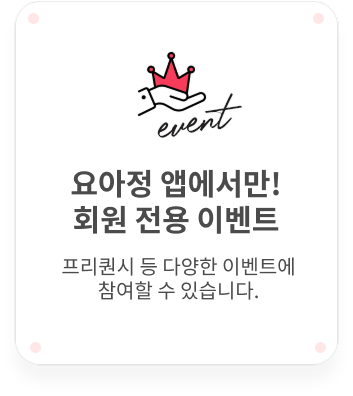 event
요아정 앱에서만!
회원 전용 이벤트
프리퀀시 등 다양한 이벤트에
참여할 수 있습니다.